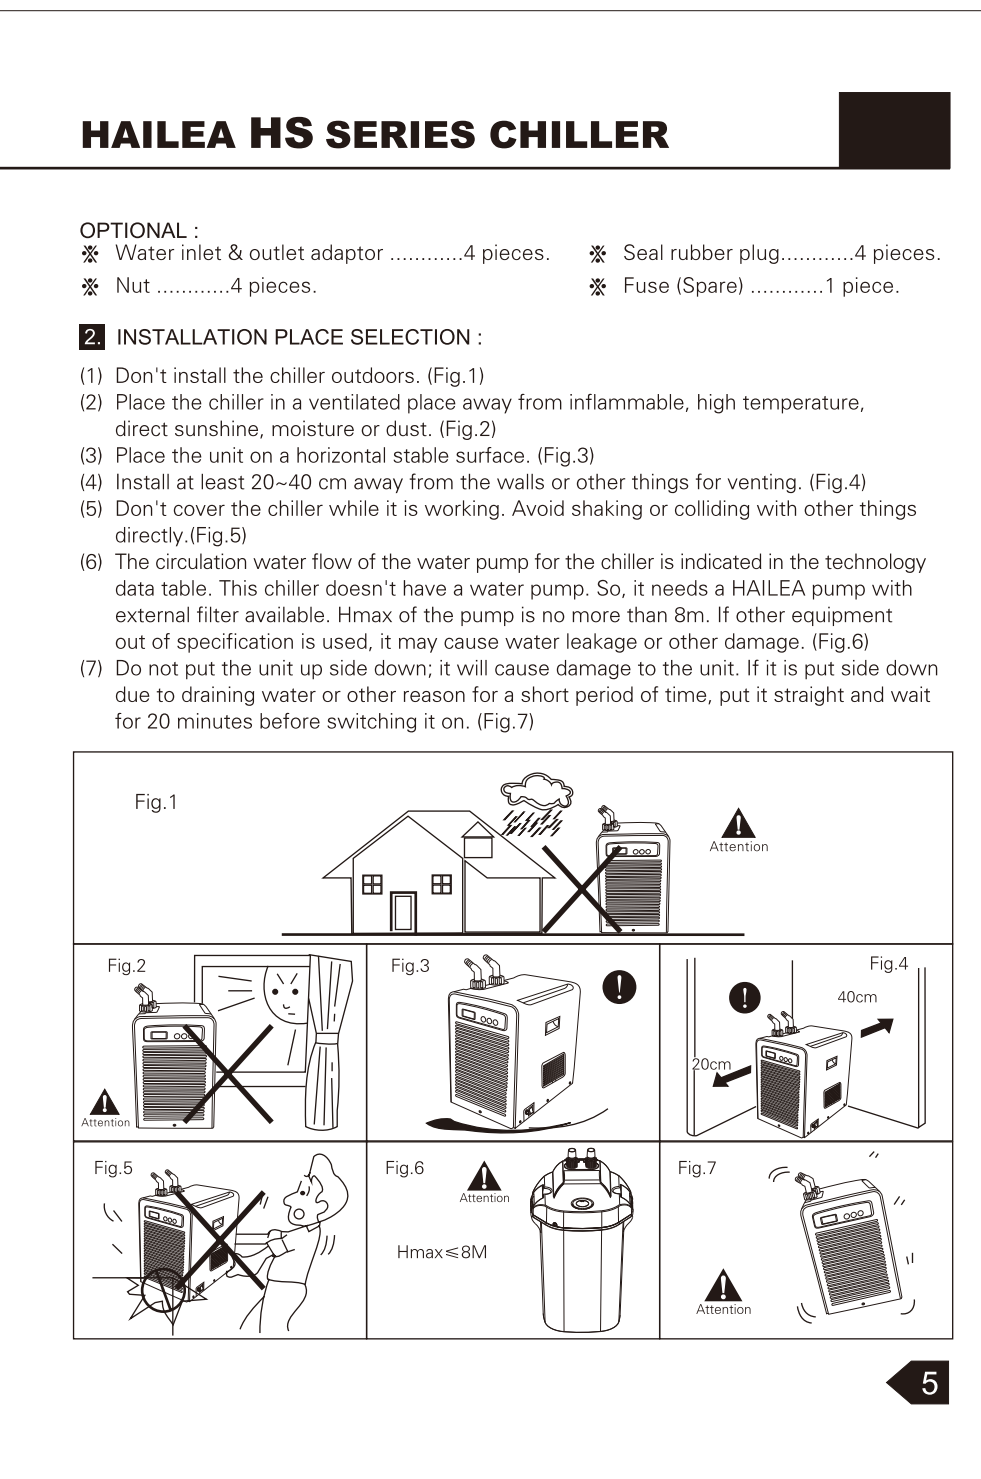 HAILEA HS SERIES CHILLER
OPTIONAL :
※ Water inlet & outlet adaptor ............4 pieces.
※ Seal rubber plug............4 pieces.
※ Nut ............4 pieces.
※ Fuse (Spare) ............1 piece.
2. INSTALLATION PLACE SELECTION :
(1) Don't install the chiller outdoors. (Fig.1)
(2) Place the chiller in a ventilated place away from inflammable, high temperature,
direct sunshine, moisture or dust. (Fig.2)
(3) Place the unit on a horizontal stable surface. (Fig.3)
(4) Install at least 20~40 cm away from the walls or other things for venting. (Fig.4)
(5) Don't cover the chiller while it is working. Avoid shaking or colliding with other things
directly.(Fig.5)
(6) The circulation water flow of the water pump for the chiller is indicated in the technology
data table. This chiller doesn't have a water pump. So, it needs a HAILEA pump with
external filter available. Hmax of the pump is no more than 8m. If other equipment
out of specification is used, it may cause water leakage or other damage. (Fig.6)
(7) Do not put the unit up side down; it will cause damage to the unit. If it is put side down
due to draining water or other reason for a short period of time, put it straight and wait
for 20 minutes before switching it on. (Fig.7)
Fig.1
Attention
Fig.2
Attention
Fig.3
Fig.4
40cm
20cm
Fig.5
Fig.6
Attention
Hmax≤8M
Fig.7
Attention
5